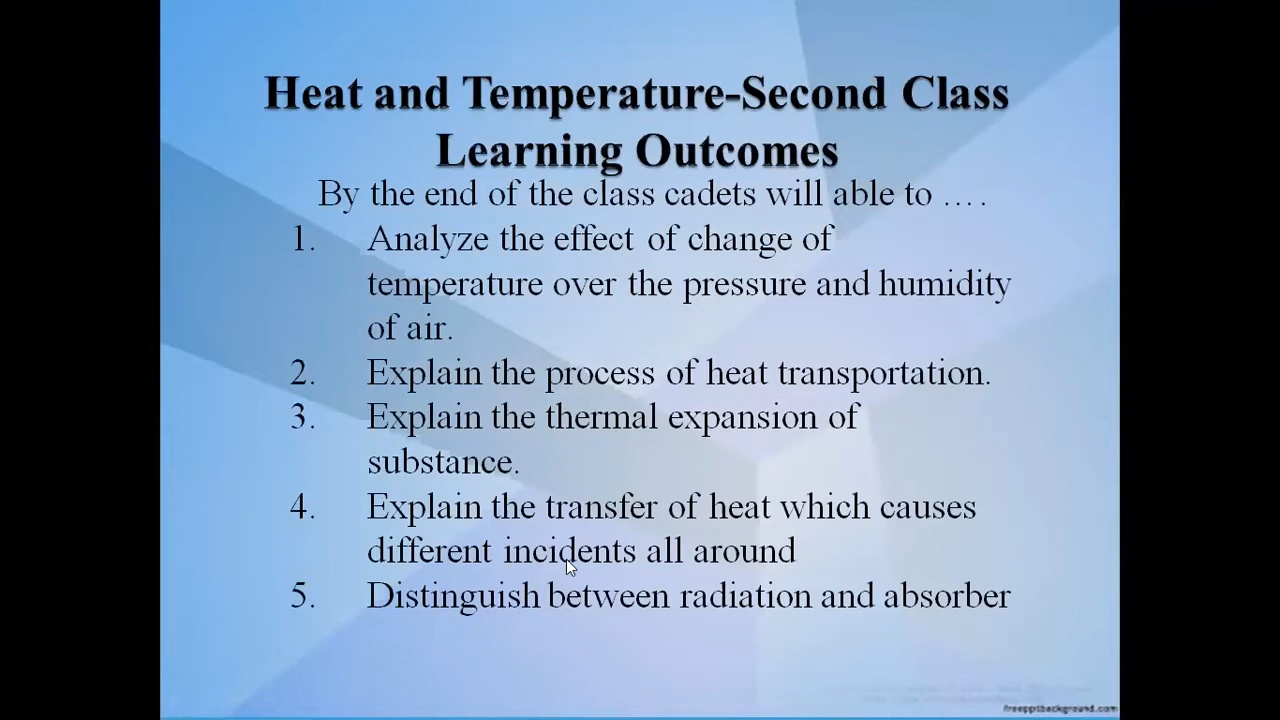 Heat and Temperature-Second Class
Learning Outcomes
By the end of the class cadets will able to ….
1. Analyze the effect of change of
temperature over the pressure and humidity
of air.
2. Explain the process of heat transportation.
3. Explain the thermal expansion of
substance.
4. Explain the transfer of heat which causes
different incidents all around
5. Distinguish between radiation and absorber
freepptbackground.com